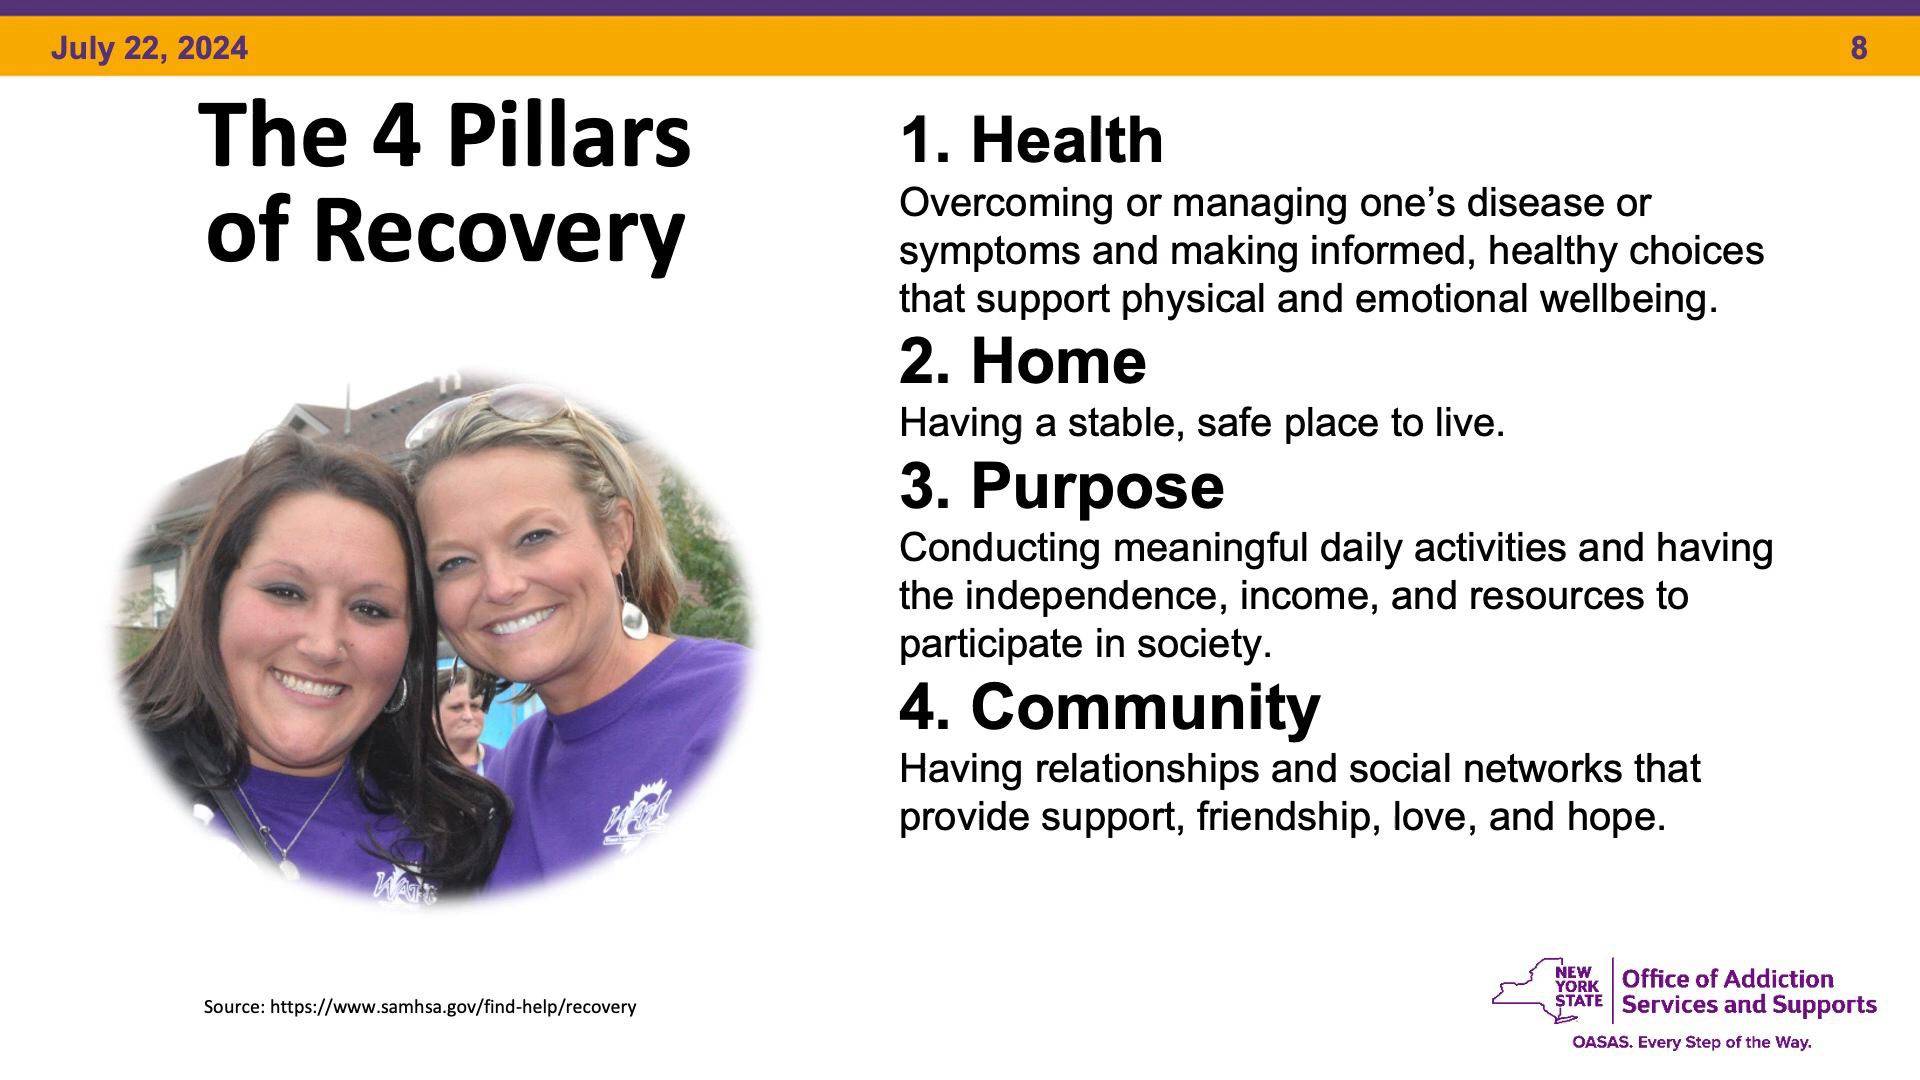 July 22, 2024
8
The 4 Pillars
of Recovery
1. Health
Overcoming or managing one’s disease or
symptoms and making informed, healthy choices
that support physical and emotional wellbeing.
2. Home
Having a stable, safe place to live.
3. Purpose
Conducting meaningful daily activities and having
the independence, income, and resources to
participate in society.
4. Community
Having relationships and social networks that
provide support, friendship, love, and hope.
Source: https://www.samhsa.gov/find-help/recovery
NEW
YORK
STATE
Office of Addiction
Services and Supports
OASAS. Every Step of the Way.